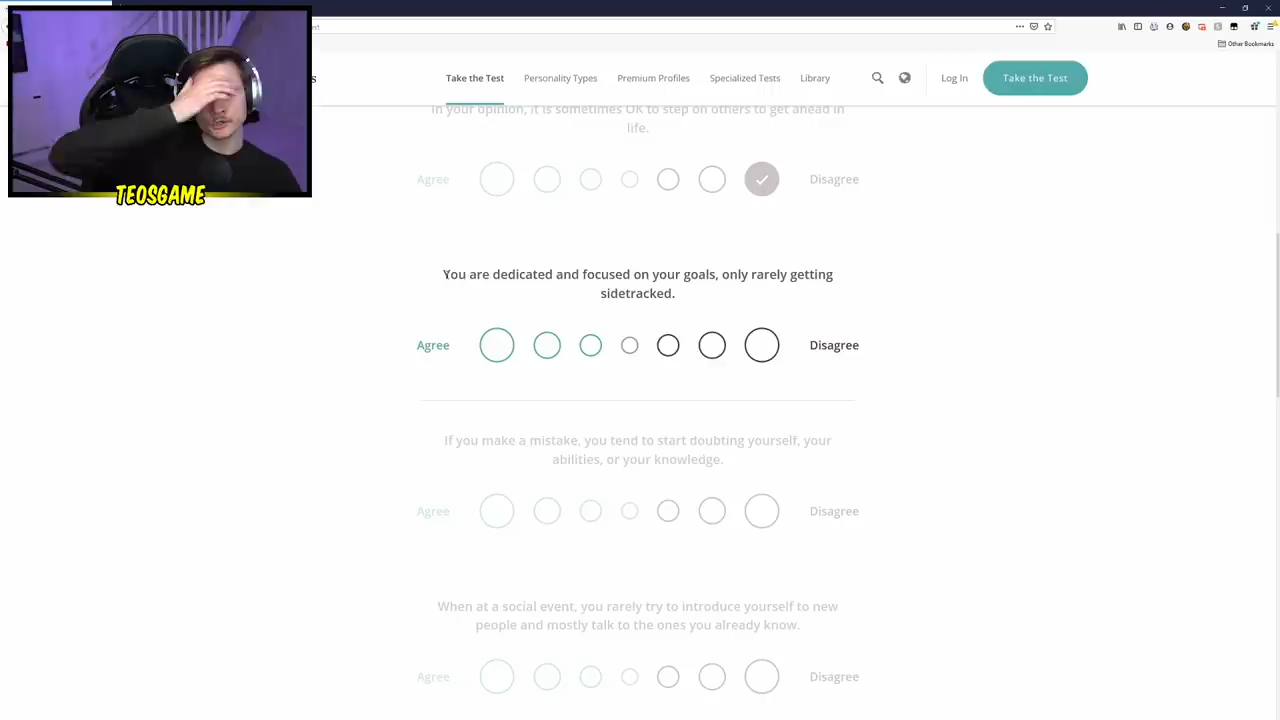 Other Bookmarks
Take the Test
Personality Types
Premium Profiles
Specialized Tests
Library
Log In
Take the Test
TEOSGAME
In your opinion, it is sometimes OK to step on others to get ahead in
life.
Agree
Disagree
You are dedicated and focused on your goals, only rarely getting
sidetracked.
Agree
Disagree
If you make a mistake, you tend to start doubting yourself, your
abilities, or your knowledge.
Agree
Disagree
When at a social event, you rarely try to introduce yourself to new
people and mostly talk to the ones you already know.
Agree
Disagree